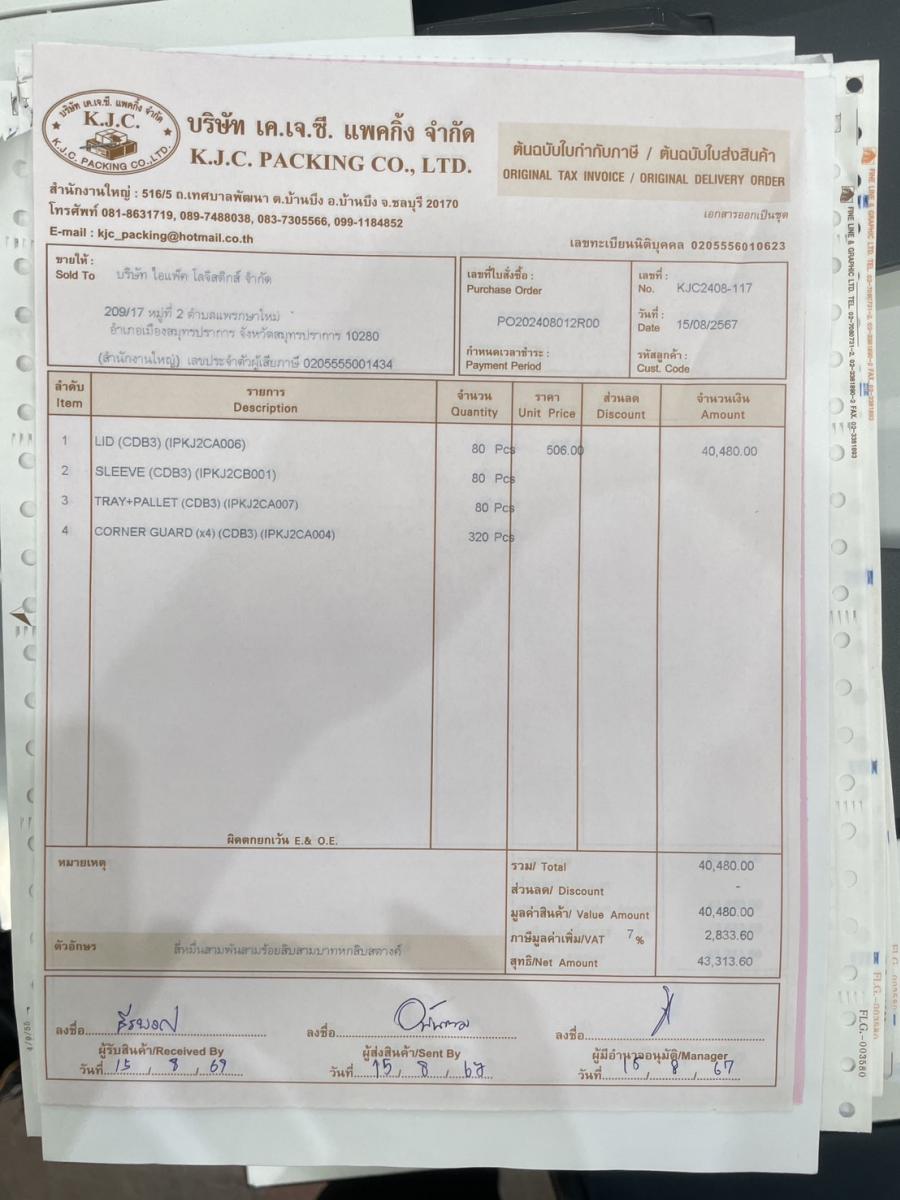 บริษัท เค.เจ.ซี. แพคกิ้ง จำกัด
K.J.C.
K.J.C. PACKING CO., LTD.
บริษัท เค.เจ.ซี. แพคกิ้ง จำกัด
K.J.C. PACKING CO., LTD.
ต้นฉบับใบกำกับภาษี / ต้นฉบับใบส่งสินค้า
ORIGINAL TAX INVOICE / ORIGINAL DELIVERY ORDER
เอกสารออกเป็นชุด
สำนักงานใหญ่ : 516/5 ถ.เทศบาลพัฒนา ต.บ้านบึง อ.บ้านบึง จ.ชลบุรี 20170
โทรศัพท์ 081-8631719, 089-7488038, 083-7305566, 099-1184852
E-mail : kjc_packing@hotmail.co.th
เลขทะเบียนนิติบุคคล 0205556010623
ขายให้ :
Sold To บริษัท ไอแพ็ค โลจิสติกส์ จำกัด
209/17 หมู่ที่ 2 ตำบลแพรกษาใหม่
อำเภอเมืองสมุทรปราการ จังหวัดสมุทรปราการ 10280
(สำนักงานใหญ่) เลขประจำตัวผู้เสียภาษี 0205555001434
เลขที่ใบสั่งซื้อ :
Purchase Order
PO202408012R00
กำหนดเวลาชำระ :
Payment Period
เลขที่ :
No. KJC2408-117
วันที่ :
Date 15/08/2567
รหัสลูกค้า :
Cust. Code
ลำดับ รายการ จำนวน ราคา ส่วนลด จำนวนเงิน
Item Description Quantity Unit Price Discount Amount
1 LID (CDB3) (IPKJ2CA006) 80 Pcs 506.00 40,480.00
2 SLEEVE (CDB3) (IPKJ2CB001) 80 Pcs
3 TRAY+PALLET (CDB3) (IPKJ2CA007) 80 Pcs
4 CORNER GUARD (x4) (CDB3) (IPKJ2CA004) 320 Pcs
ผิดตกยกเว้น E.& O.E.
หมายเหตุ
รวม/ Total 40,480.00
ส่วนลด/ Discount -
มูลค่าสินค้า/ Value Amount 40,480.00
ภาษีมูลค่าเพิ่ม/VAT 7 % 2,833.60
สุทธิ/Net Amount 43,313.60
ตัวอักษร สี่หมื่นสามพันสามร้อยสิบสามบาทหกสิบสตางค์
ลงชื่อ ธีรพงศ์
ผู้รับสินค้า/Received By
วันที่ 15 / 8 / 67
ลงชื่อ
ผู้ส่งสินค้า/Sent By
วันที่ 15 / 8 / 67
ลงชื่อ
ผู้มีอำนาจอนุมัติ/Manager
วันที่ 15 / 8 / 67
FINE LINE & GRAPHIC LTD. TEL. 02-7080731-2, 02-3381890-2 FAX. 02-3381893
FLG.-003580